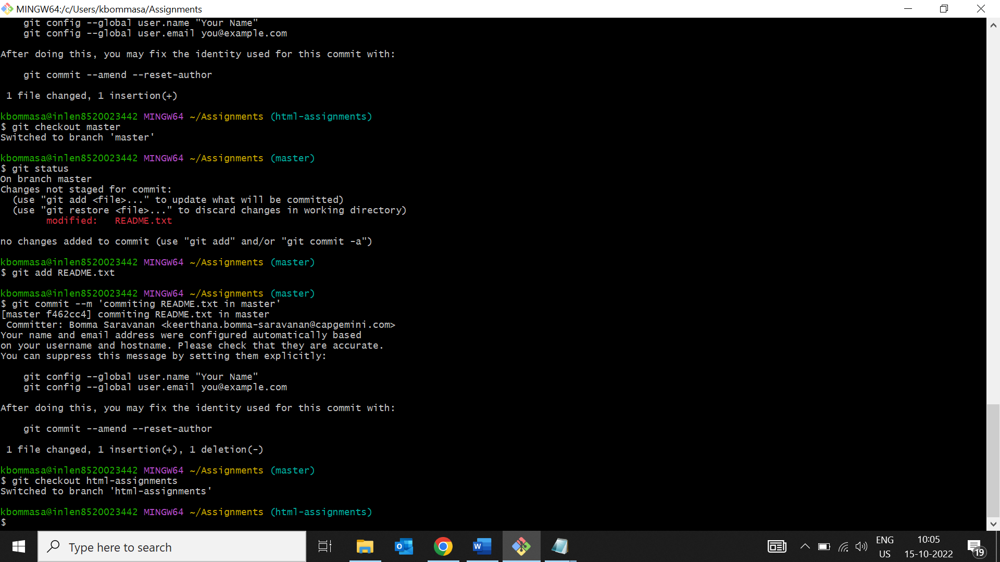 MINGW64:/c/Users/kbommasa/Assignments
git config --global user.name "Your Name"
git config --global user.email you@example.com
After doing this, you may fix the identity used for this commit with:
git commit --amend --reset-author
1 file changed, 1 insertion(+)
kbommasa@inlen8520023442 MINGW64 ~/Assignments (html-assignments)
$ git checkout master
Switched to branch 'master'
kbommasa@inlen8520023442 MINGW64 ~/Assignments (master)
$ git status
On branch master
Changes not staged for commit:
(use "git add <file>..." to update what will be committed)
(use "git restore <file>..." to discard changes in working directory)
modified:   README.txt
no changes added to commit (use "git add" and/or "git commit -a")
kbommasa@inlen8520023442 MINGW64 ~/Assignments (master)
$ git add README.txt
kbommasa@inlen8520023442 MINGW64 ~/Assignments (master)
$ git commit --m 'commiting README.txt in master'
[master f462cc4] commiting README.txt in master
Committer: Bomma Saravanan <keerthana.bomma-saravanan@capgemini.com>
Your name and email address were configured automatically based
on your username and hostname. Please check that they are accurate.
You can suppress this message by setting them explicitly:
git config --global user.name "Your Name"
git config --global user.email you@example.com
After doing this, you may fix the identity used for this commit with:
git commit --amend --reset-author
1 file changed, 1 insertion(+), 1 deletion(-)
kbommasa@inlen8520023442 MINGW64 ~/Assignments (master)
$ git checkout html-assignments
Switched to branch 'html-assignments'
kbommasa@inlen8520023442 MINGW64 ~/Assignments (html-assignments)
$
Type here to search
ENG
US
10:05
15-10-2022
19